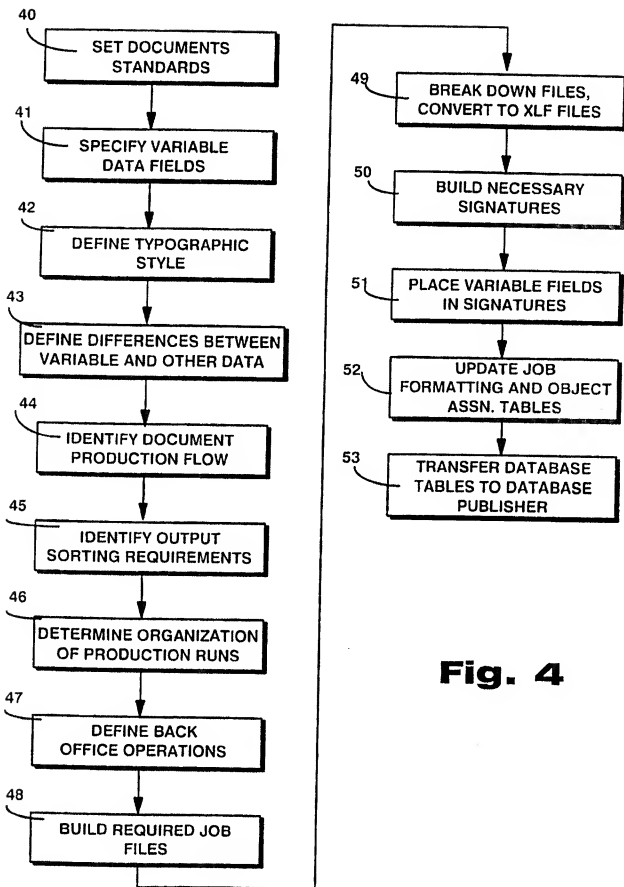 40
SET DOCUMENTS
STANDARDS
41
SPECIFY VARIABLE
DATA FIELDS
42
DEFINE TYPOGRAPHIC
STYLE
43
DEFINE DIFFERENCES BETWEEN
VARIABLE AND OTHER DATA
44
IDENTIFY DOCUMENT
PRODUCTION FLOW
45
IDENTIFY OUTPUT
SORTING REQUIREMENTS
46
DETERMINE ORGANIZATION
OF PRODUCTION RUNS
47
DEFINE BACK
OFFICE OPERATIONS
48
BUILD REQUIRED JOB
FILES
49
BREAK DOWN FILES,
CONVERT TO XLF FILES
50
BUILD NECESSARY
SIGNATURES
51
PLACE VARIABLE FIELDS
IN SIGNATURES
52
UPDATE JOB
FORMATTING AND OBJECT
ASSN. TABLES
53
TRANSFER DATABASE
TABLES TO DATABASE
PUBLISHER
Fig. 4